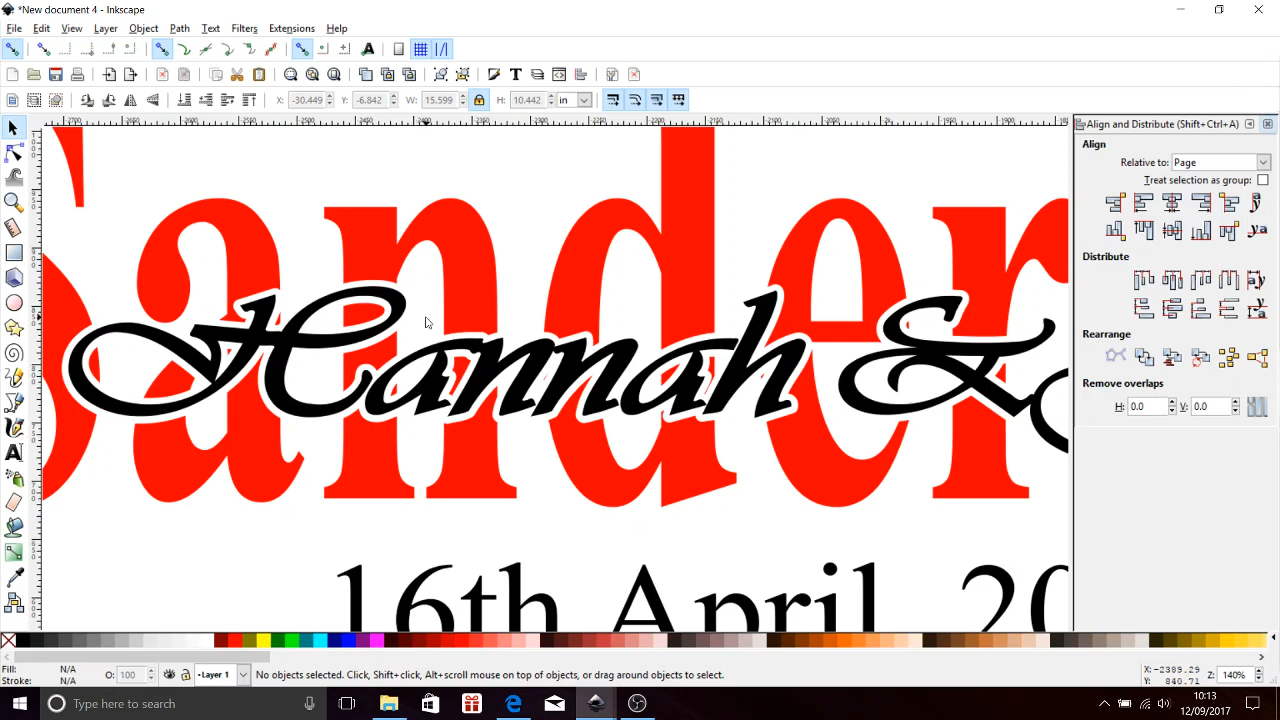 *New document 4 - Inkscape
File Edit View Layer Object Path Text Filters Extensions Help
X: -30.449 Y: -6.842 W: 15.599 H: 10.442 in
Align and Distribute (Shift+Ctrl+A)
Align
Relative to: Page
Treat selection as group:
Distribute
Rearrange
Remove overlaps
H: 0.0 V: 0.0
Sander
Hannah &
16th April, 20
Fill: N/A
Stroke: N/A
O: 100
Layer 1
No objects selected. Click, Shift+click, Alt+scroll mouse on top of objects, or drag around objects to select.
X: -2389.29
Y: 840.71
Z: 140%
Type here to search
10:13
12/09/2017